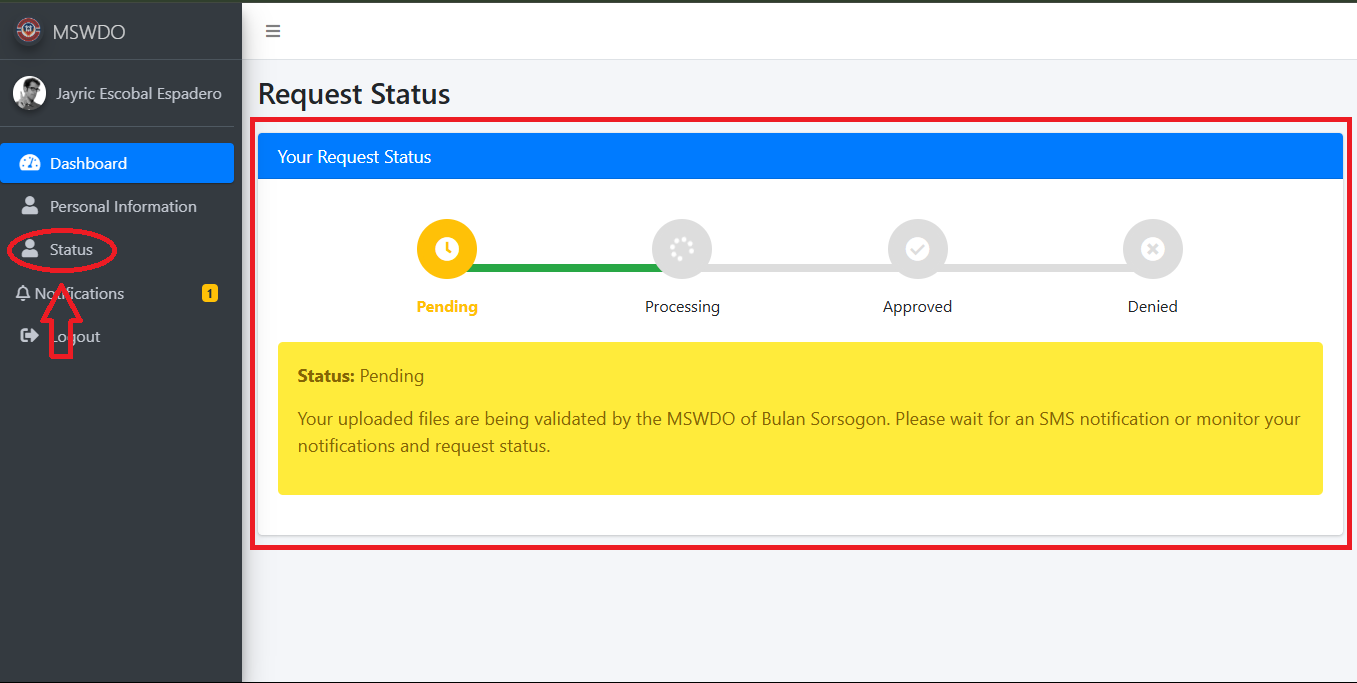 MSWDO
Jayric Escobal Espadero
Dashboard
Personal Information
Status
Notifications 1
Logout
Request Status
Your Request Status
Pending
Processing
Approved
Denied
Status: Pending
Your uploaded files are being validated by the MSWDO of Bulan Sorsogon. Please wait for an SMS notification or monitor your
notifications and request status.